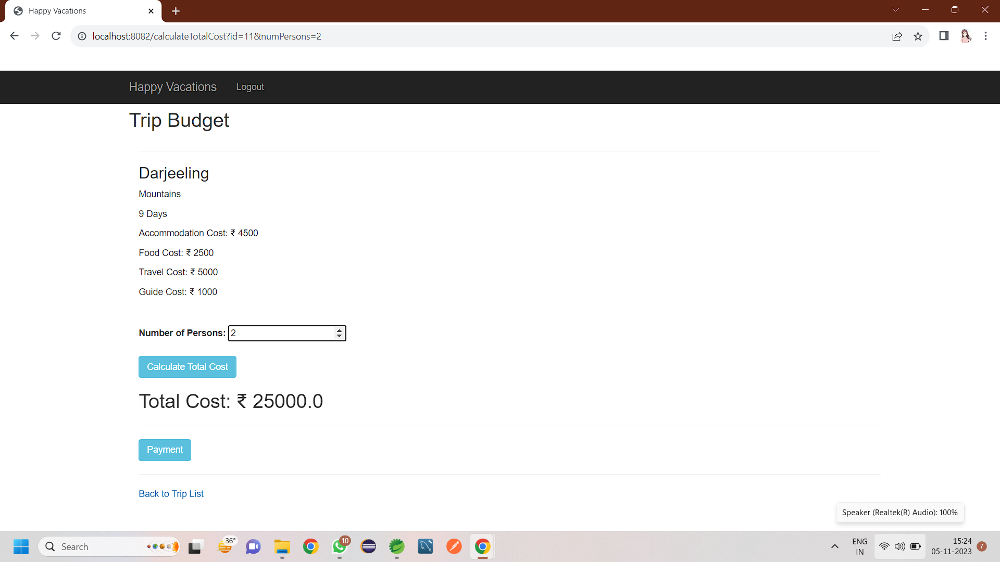 Happy Vacations
localhost:8082/calculateTotalCost?id=11&numPersons=2
Happy Vacations Logout
Trip Budget
Darjeeling
Mountains
9 Days
Accommodation Cost: ₹ 4500
Food Cost: ₹ 2500
Travel Cost: ₹ 5000
Guide Cost: ₹ 1000
Number of Persons: 2
Calculate Total Cost
Total Cost: ₹ 25000.0
Payment
Back to Trip List
Speaker (Realtek(R) Audio): 100%
Search
36°
10
ENG
IN
15:24
05-11-2023
7